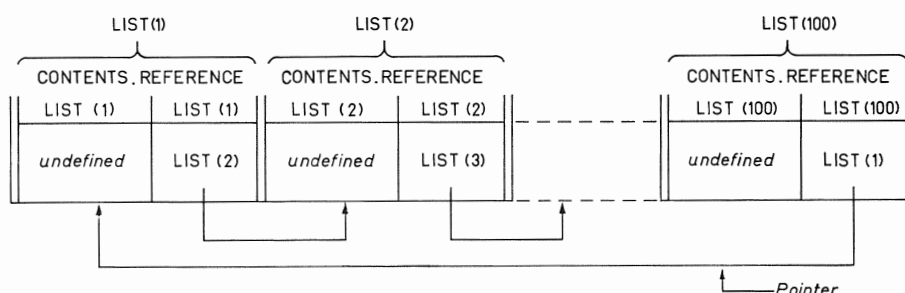 LIST(1) LIST(2) LIST(100)
CONTENTS.REFERENCE CONTENTS.REFERENCE CONTENTS.REFERENCE
LIST (1) LIST(1) LIST (2) LIST(2) LIST(100) LIST(100)
undefined LIST(2) undefined LIST(3) undefined LIST(1)
Pointer